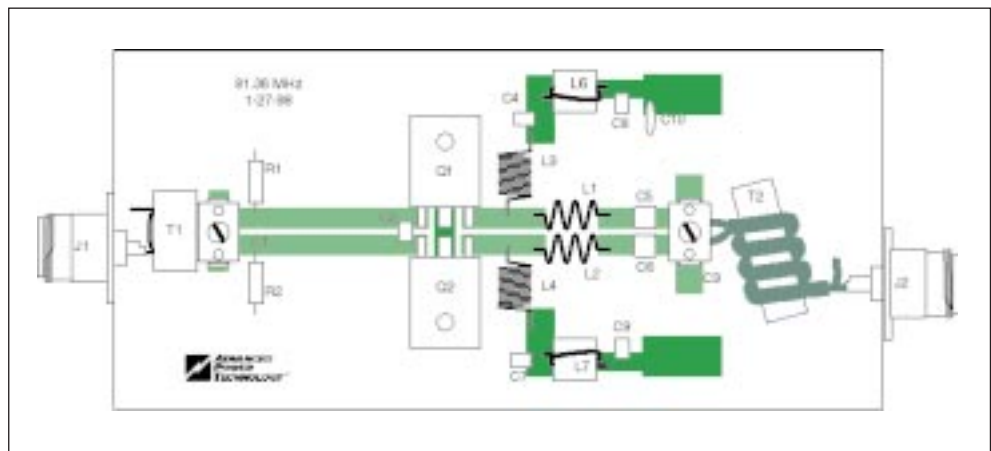 81.36 MHz
1-27-98
L6
C4
C8
C10
R1
Q1
L3
L1
C5
T2
T1
J1
C1
R2
Q2
L4
L2
C6
J2
C9
C7
L7
ADVANCED
POWER
TECHNOLOGY